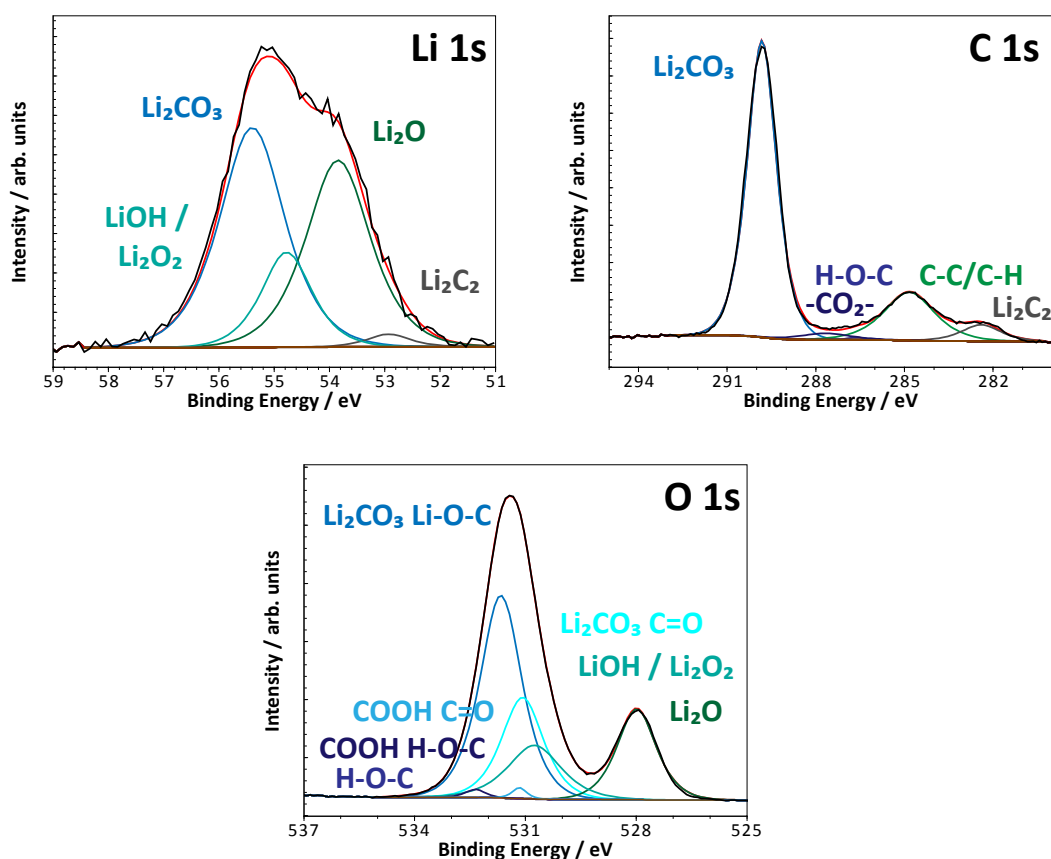 Li 1s
Li₂CO₃
Li₂O
LiOH /
Li₂O₂
Li₂C₂
Intensity / arb. units
59 57 56 55 54 53 52 51
Binding Energy / eV
C 1s
Li₂CO₃
H-O-C
C-C/C-H
-CO₂-
Li₂C₂
Intensity / arb. units
294 291 288 285 282
Binding Energy / eV
O 1s
Li₂CO₃ Li-O-C
Li₂CO₃ C=O
LiOH / Li₂O₂
COOH C=O
Li₂O
COOH H-O-C
H-O-C
Intensity / arb. units
537 534 531 528 525
Binding Energy / eV